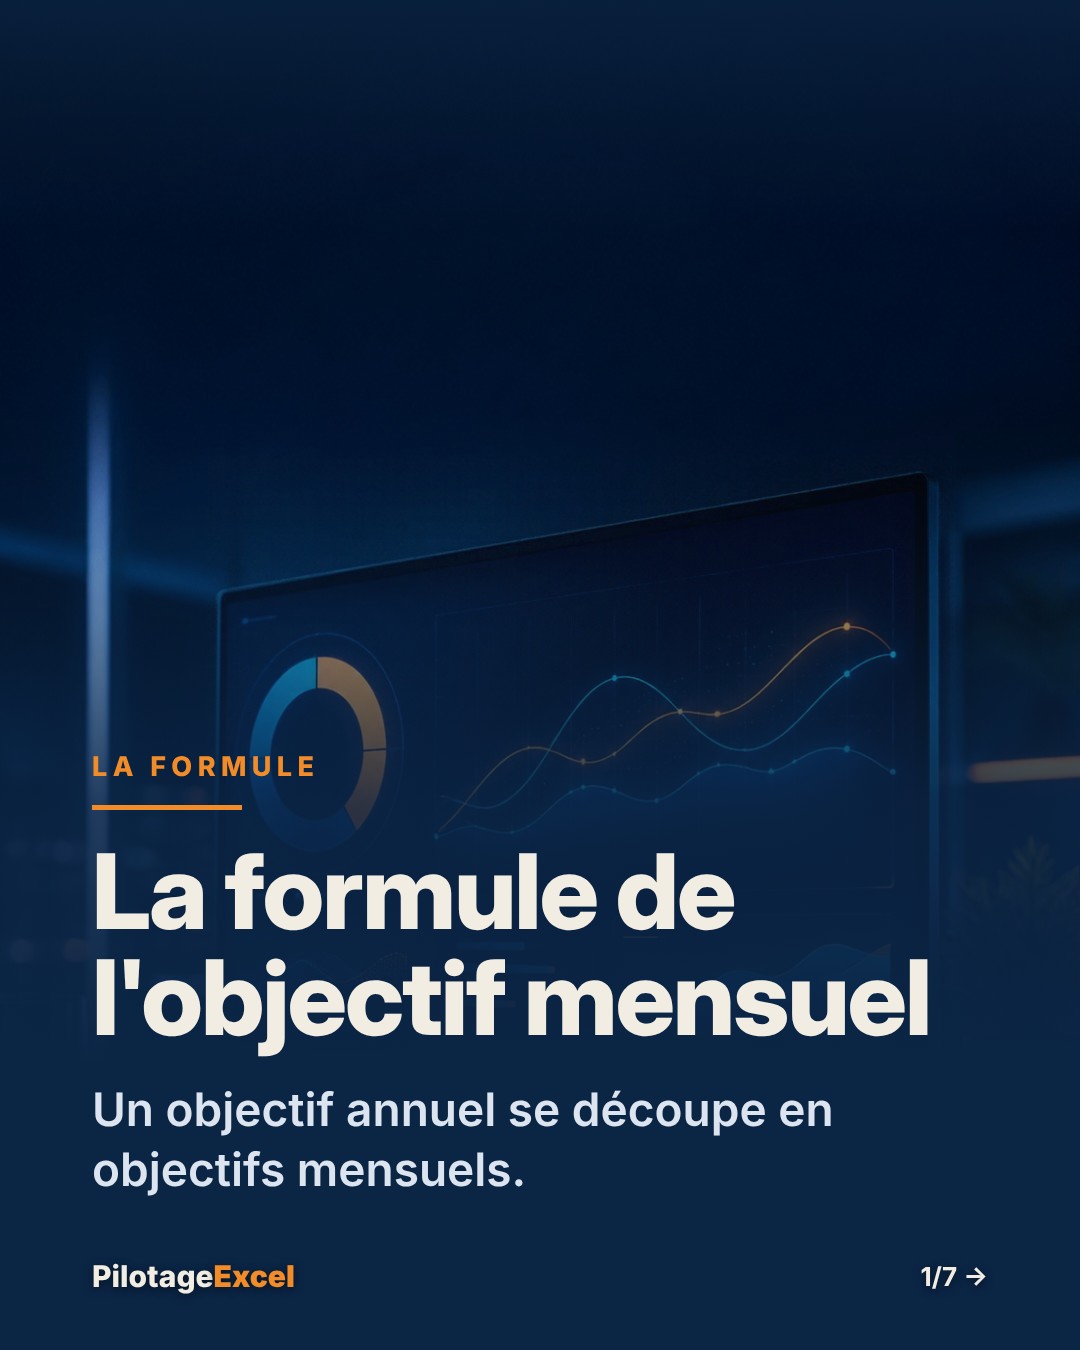 LA FORMULE
La formule de
l'objectif mensuel
Un objectif annuel se découpe en
objectifs mensuels.
PilotageExcel
1/7 →